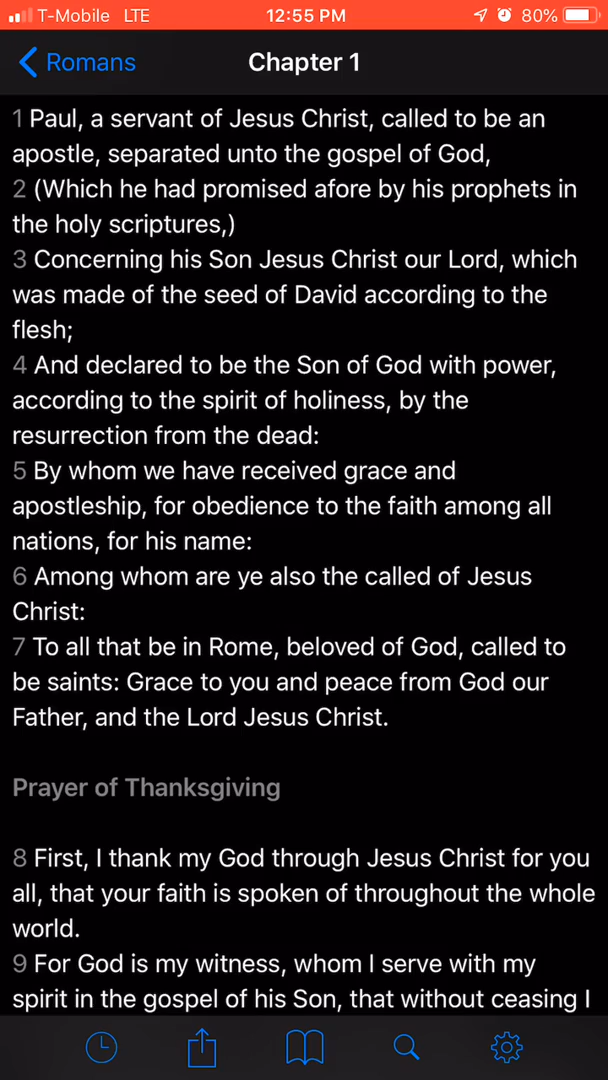 T-Mobile LTE 12:55 PM 80%
Romans Chapter 1
1 Paul, a servant of Jesus Christ, called to be an
apostle, separated unto the gospel of God,
2 (Which he had promised afore by his prophets in
the holy scriptures,)
3 Concerning his Son Jesus Christ our Lord, which
was made of the seed of David according to the
flesh;
4 And declared to be the Son of God with power,
according to the spirit of holiness, by the
resurrection from the dead:
5 By whom we have received grace and
apostleship, for obedience to the faith among all
nations, for his name:
6 Among whom are ye also the called of Jesus
Christ:
7 To all that be in Rome, beloved of God, called to
be saints: Grace to you and peace from God our
Father, and the Lord Jesus Christ.
Prayer of Thanksgiving
8 First, I thank my God through Jesus Christ for you
all, that your faith is spoken of throughout the whole
world.
9 For God is my witness, whom I serve with my
spirit in the gospel of his Son, that without ceasing I